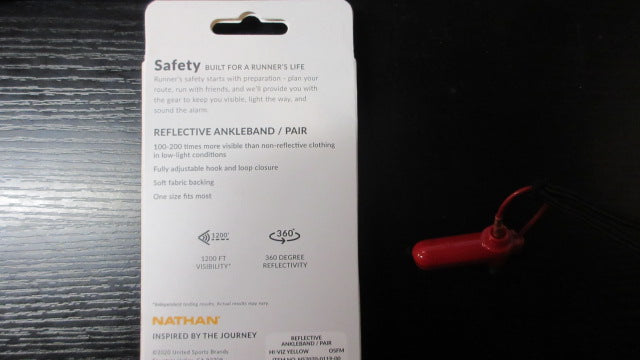 Safety BUILT FOR A RUNNER'S LIFE
Runner's safety starts with preparation – plan your
route, run with friends, and we'll provide you with
the gear to keep you visible, light the way, and
sound the alarm.
REFLECTIVE ANKLEBAND / PAIR
100-200 times more visible than non-reflective clothing
in low-light conditions
Fully adjustable hook and loop closure
Soft fabric backing
One size fits most
1200'
360°
1200 FT
VISIBILITY*
360 DEGREE
REFLECTIVITY
*Independent testing results. Actual results may vary.
NATHAN®
INSPIRED BY THE JOURNEY
©2020 United Sports Brands
REFLECTIVE
ANKLEBAND / PAIR
HI-VIZ YELLOW OSFM